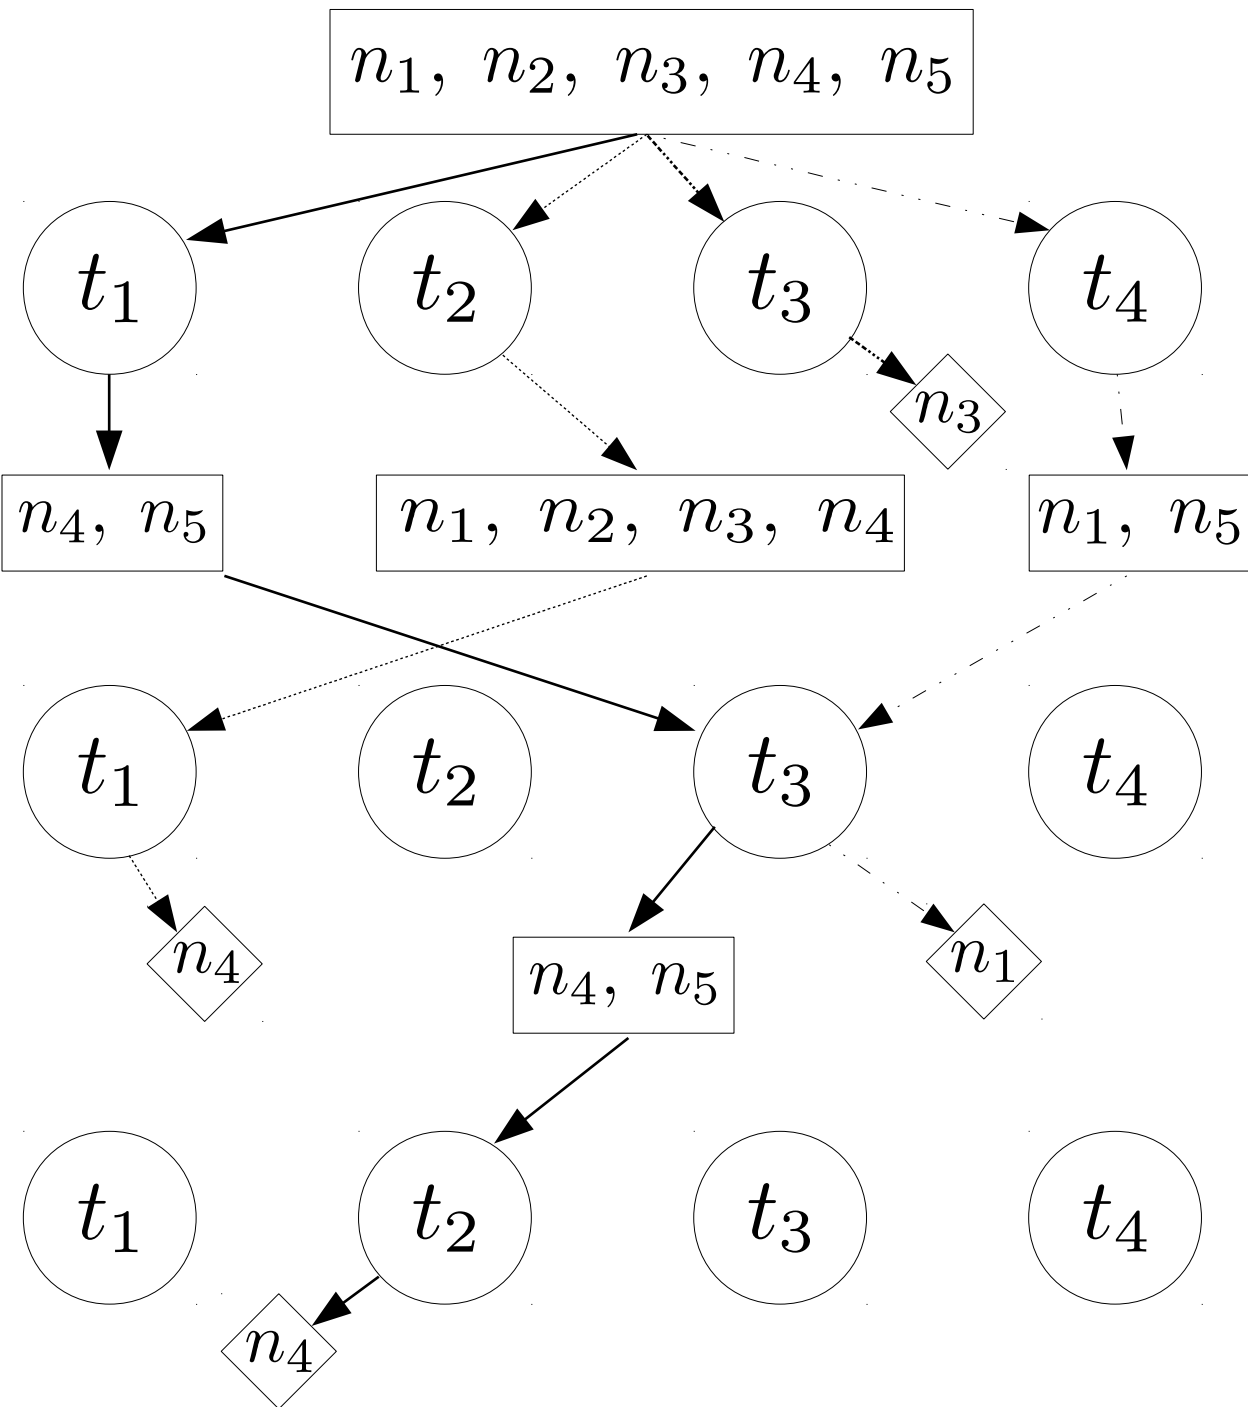 n₁, n₂, n₃, n₄, n₅
t₁ t₂ t₃ t₄
n₃
n₄, n₅
n₁, n₂, n₃, n₄
n₁, n₅
t₁ t₂ t₃ t₄
n₄
n₄, n₅
n₁
t₁ t₂ t₃ t₄
n₄